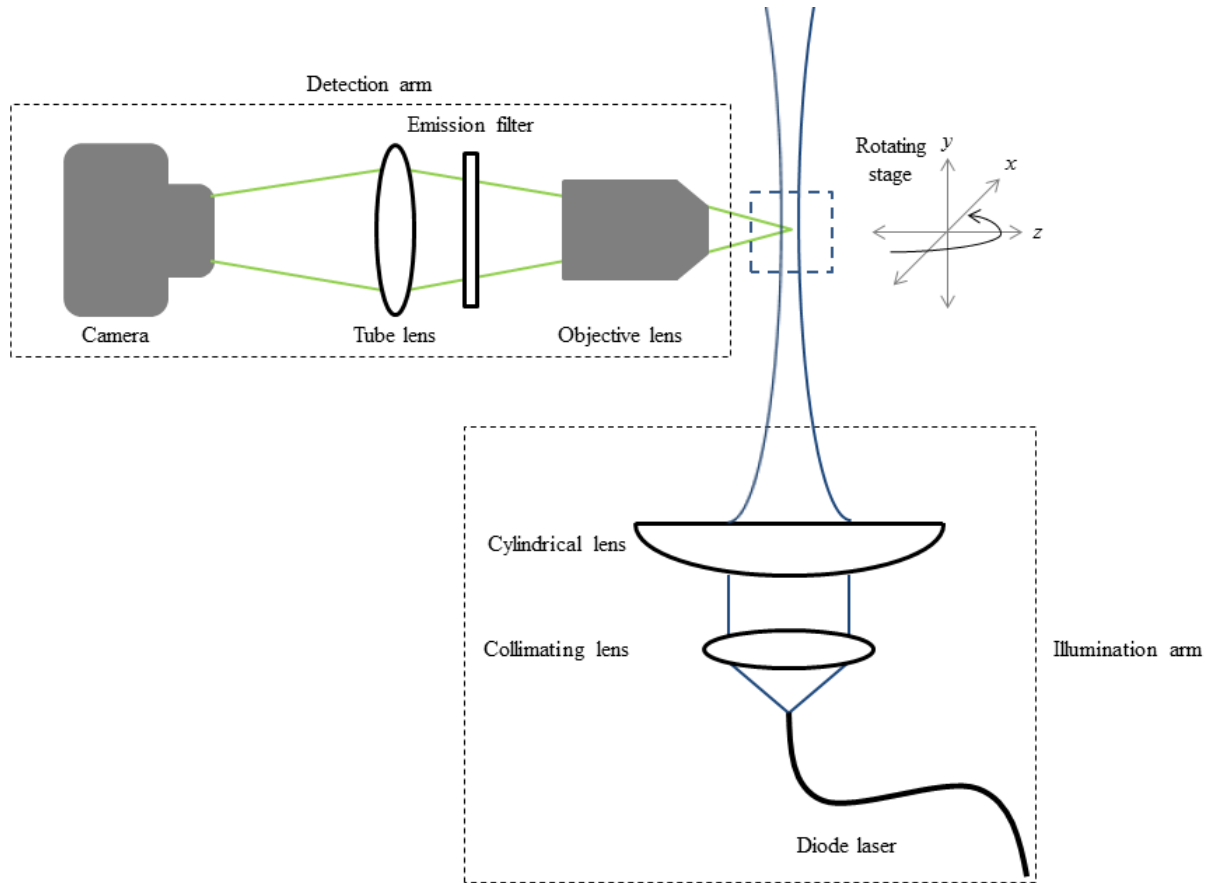 Detection arm
Emission filter
Rotating
stage
y
x
z
Camera
Tube lens
Objective lens
Cylindrical lens
Collimating lens
Illumination arm
Diode laser